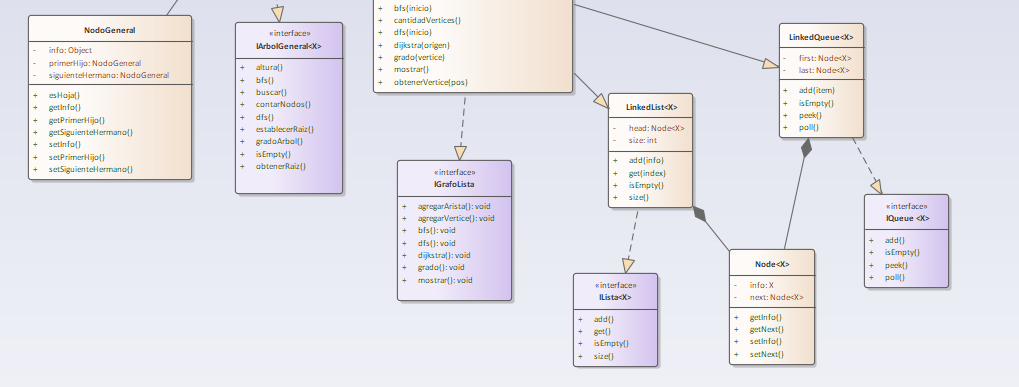 NodoGeneral
- info: Object
- primerHijo: NodoGeneral
- siguienteHermano: NodoGeneral
+ esHoja()
+ getInfo()
+ getPrimerHijo()
+ getSiguienteHermano()
+ setInfo()
+ setPrimerHijo()
+ setSiguienteHermano()
«interface»
IArbolGeneral<X>
+ altura()
+ bfs()
+ buscar()
+ contarNodos()
+ dfs()
+ establecerRaiz()
+ gradoArbol()
+ isEmpty()
+ obtenerRaiz()
+ bfs(inicio)
+ cantidadVertices()
+ dfs(inicio)
+ dijkstra(origen)
+ grado(vertice)
+ mostrar()
+ obtenerVertice(pos)
«interface»
IGrafoLista
+ agregarArista(): void
+ agregarVertice(): void
+ bfs(): void
+ dfs(): void
+ dijkstra(): void
+ grado(): void
+ mostrar(): void
LinkedList<X>
- head: Node<X>
- size: int
+ add(info)
+ get(index)
+ isEmpty()
+ size()
«interface»
ILista<X>
+ add()
+ get()
+ isEmpty()
+ size()
LinkedQueue<X>
- first: Node<X>
- last: Node<X>
+ add(item)
+ isEmpty()
+ peek()
+ poll()
Node<X>
- info: X
- next: Node<X>
+ getInfo()
+ getNext()
+ setInfo()
+ setNext()
«interface»
IQueue <X>
+ add()
+ isEmpty()
+ peek()
+ poll()